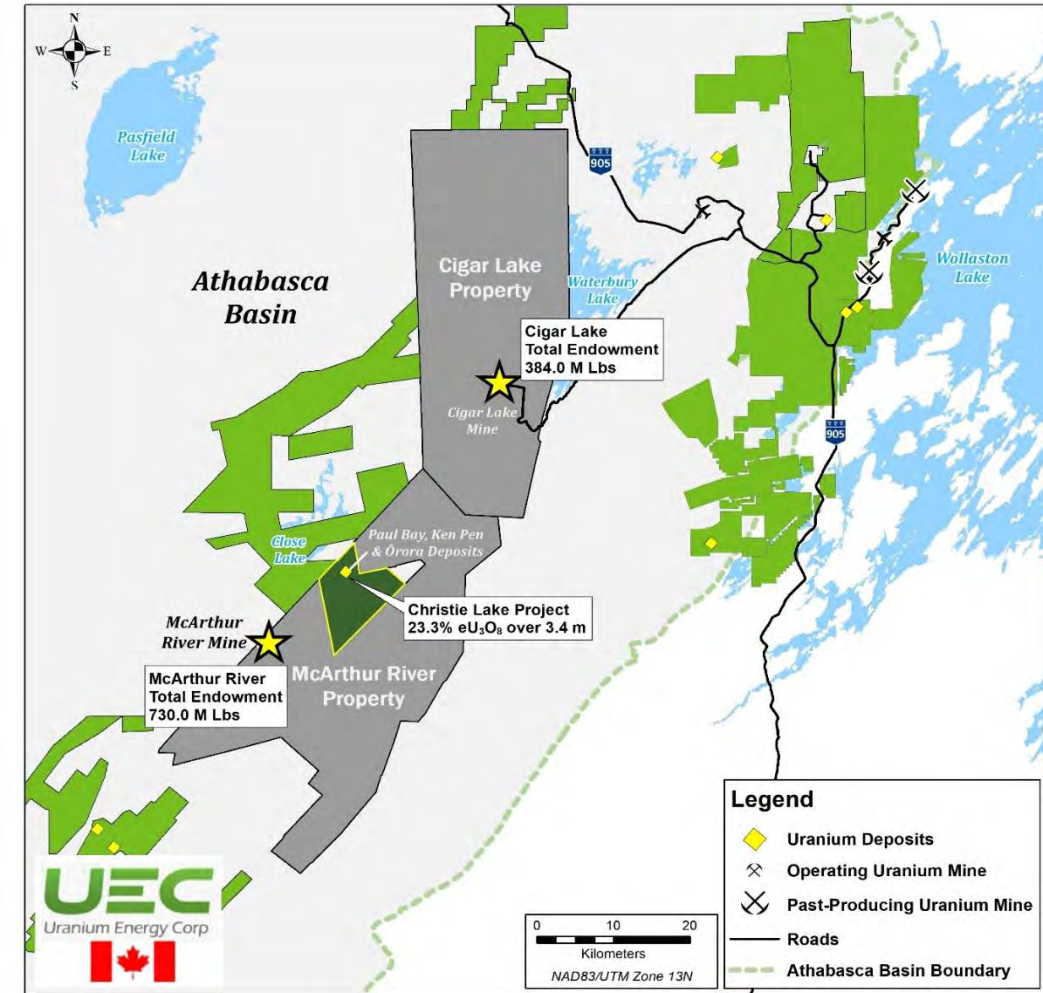 N
W E
S
Pasfield
Lake
905
Athabasca
Basin
Cigar Lake
Property
Waterbury
Lake
Wollaston
Lake
Cigar Lake
Total Endowment
384.0 M Lbs
Cigar Lake
Mine
905
Close
Lake
Paul Bay, Ken Pen
& Ōrora Deposits
Christie Lake Project
23.3% eU₃O₈ over 3.4 m
McArthur
River Mine
McArthur River
Total Endowment
730.0 M Lbs
McArthur River
Property
Legend
Uranium Deposits
Operating Uranium Mine
Past-Producing Uranium Mine
Roads
Athabasca Basin Boundary
UEC
Uranium Energy Corp
0 10 20
Kilometers
NAD83/UTM Zone 13N